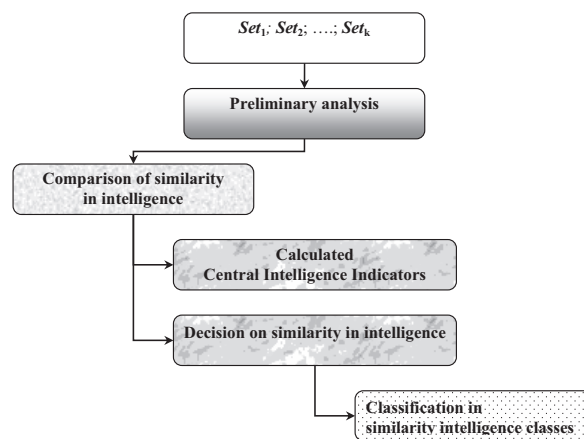 Set1; Set2; ….; Setk
Preliminary analysis
Comparison of similarity
in intelligence
Calculated
Central Intelligence Indicators
Decision on similarity in intelligence
Classification in
similarity intelligence classes